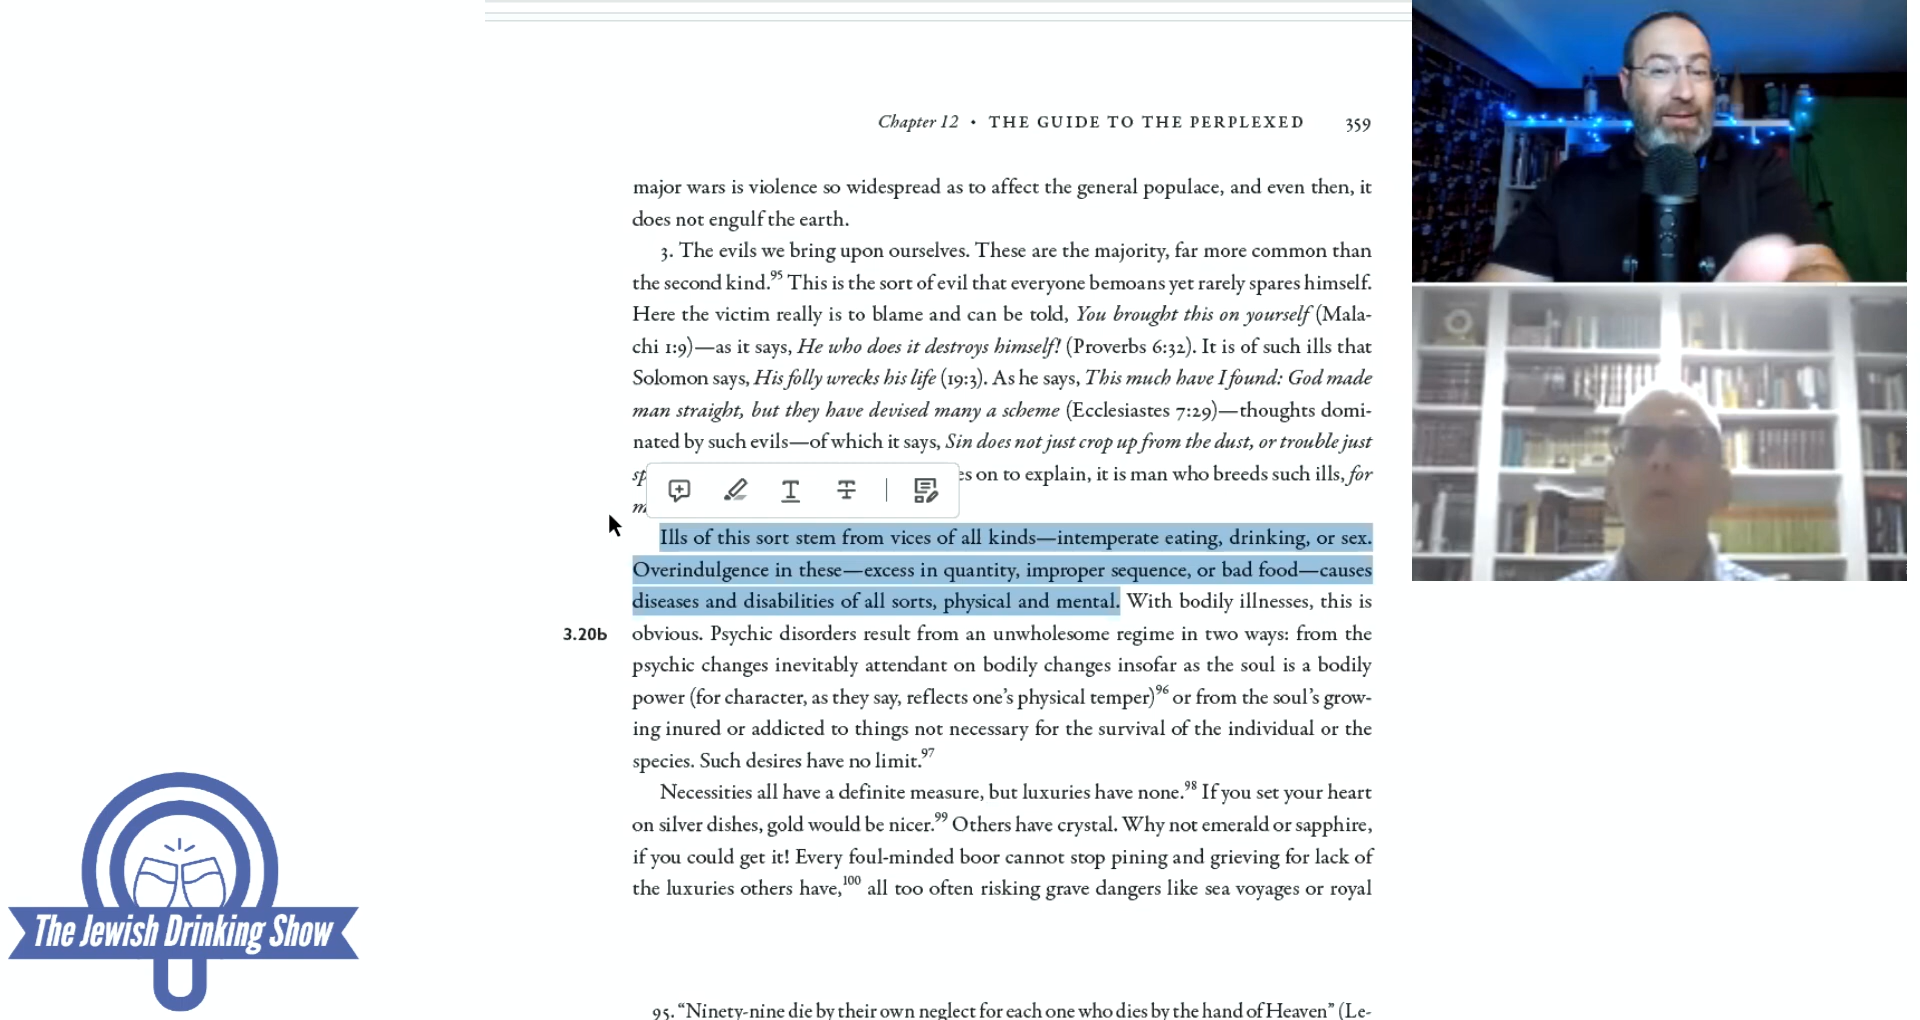 Chapter 12 • THE GUIDE TO THE PERPLEXED 359
major wars is violence so widespread as to affect the general populace, and even then, it
does not engulf the earth.
3. The evils we bring upon ourselves. These are the majority, far more common than
the second kind.95 This is the sort of evil that everyone bemoans yet rarely spares himself.
Here the victim really is to blame and can be told, You brought this on yourself (Mala-
chi 1:9)—as it says, He who does it destroys himself! (Proverbs 6:32). It is of such ills that
Solomon says, His folly wrecks his life (19:3). As he says, This much have I found: God made
man straight, but they have devised many a scheme (Ecclesiastes 7:29)—thoughts domi-
nated by such evils—of which it says, Sin does not just crop up from the dust, or trouble just
sp es on to explain, it is man who breeds such ills, for
m
Ills of this sort stem from vices of all kinds—intemperate eating, drinking, or sex.
Overindulgence in these—excess in quantity, improper sequence, or bad food—causes
diseases and disabilities of all sorts, physical and mental. With bodily illnesses, this is
3.20b obvious. Psychic disorders result from an unwholesome regime in two ways: from the
psychic changes inevitably attendant on bodily changes insofar as the soul is a bodily
power (for character, as they say, reflects one's physical temper)96 or from the soul's grow-
ing inured or addicted to things not necessary for the survival of the individual or the
species. Such desires have no limit.97
Necessities all have a definite measure, but luxuries have none.98 If you set your heart
on silver dishes, gold would be nicer.99 Others have crystal. Why not emerald or sapphire,
if you could get it! Every foul-minded boor cannot stop pining and grieving for lack of
the luxuries others have,100 all too often risking grave dangers like sea voyages or royal
The Jewish Drinking Show
95. “Ninety-nine die by their own neglect for each one who dies by the hand of Heaven” (Le-